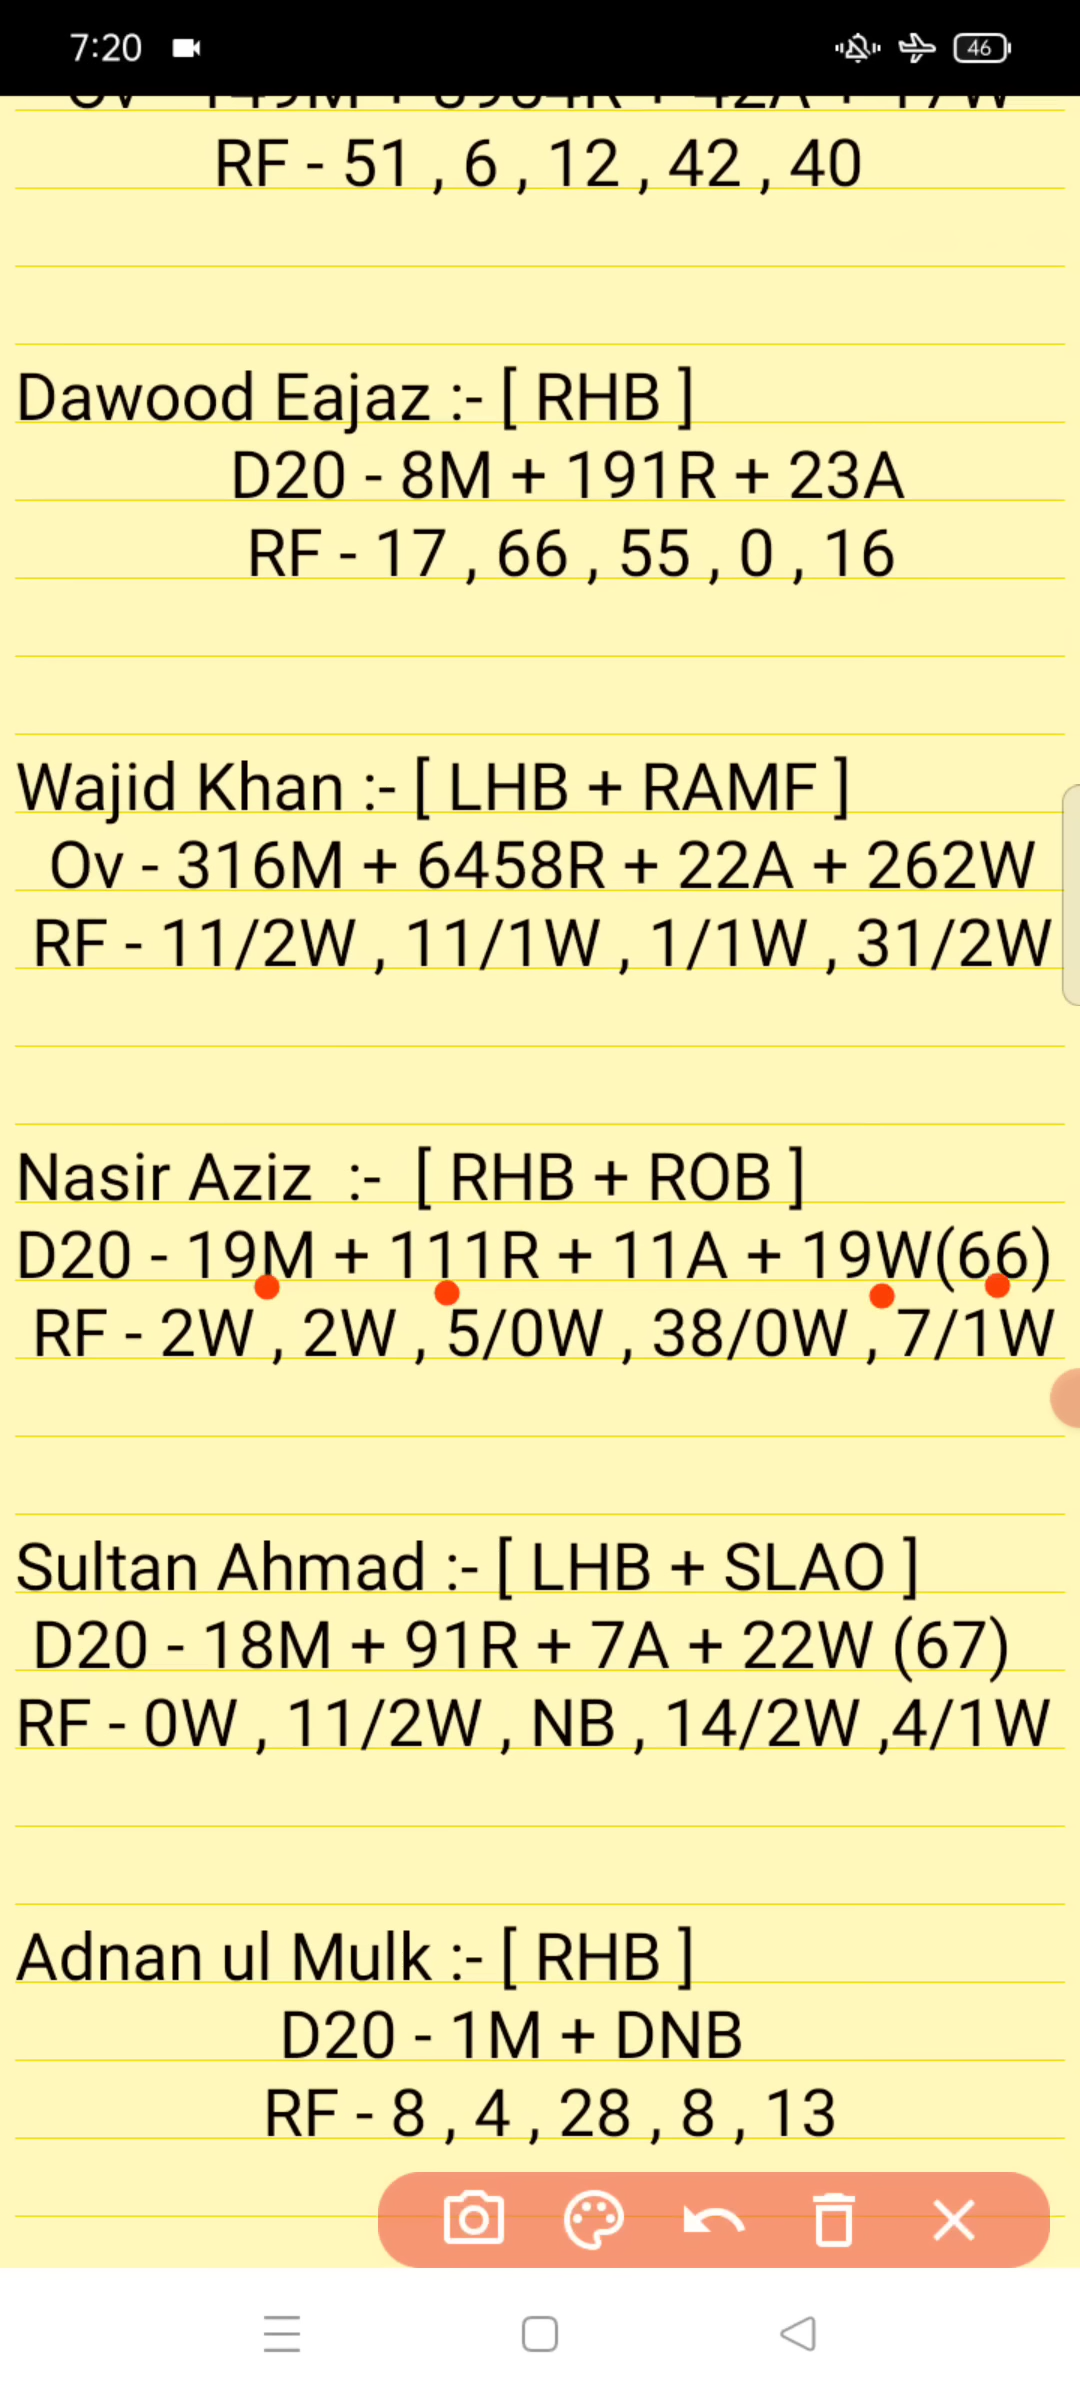 7:20 46
RF - 51 , 6 , 12 , 42 , 40
Dawood Eajaz :- [ RHB ]
D20 - 8M + 191R + 23A
RF - 17 , 66 , 55 , 0 , 16
Wajid Khan :- [ LHB + RAMF ]
Ov - 316M + 6458R + 22A + 262W
RF - 11/2W , 11/1W , 1/1W , 31/2W
Nasir Aziz :- [ RHB + ROB ]
D20 - 19M + 111R + 11A + 19W(66)
RF - 2W , 2W , 5/0W , 38/0W , 7/1W
Sultan Ahmad :- [ LHB + SLAO ]
D20 - 18M + 91R + 7A + 22W (67)
RF - 0W , 11/2W , NB , 14/2W ,4/1W
Adnan ul Mulk :- [ RHB ]
D20 - 1M + DNB
RF - 8 , 4 , 28 , 8 , 13